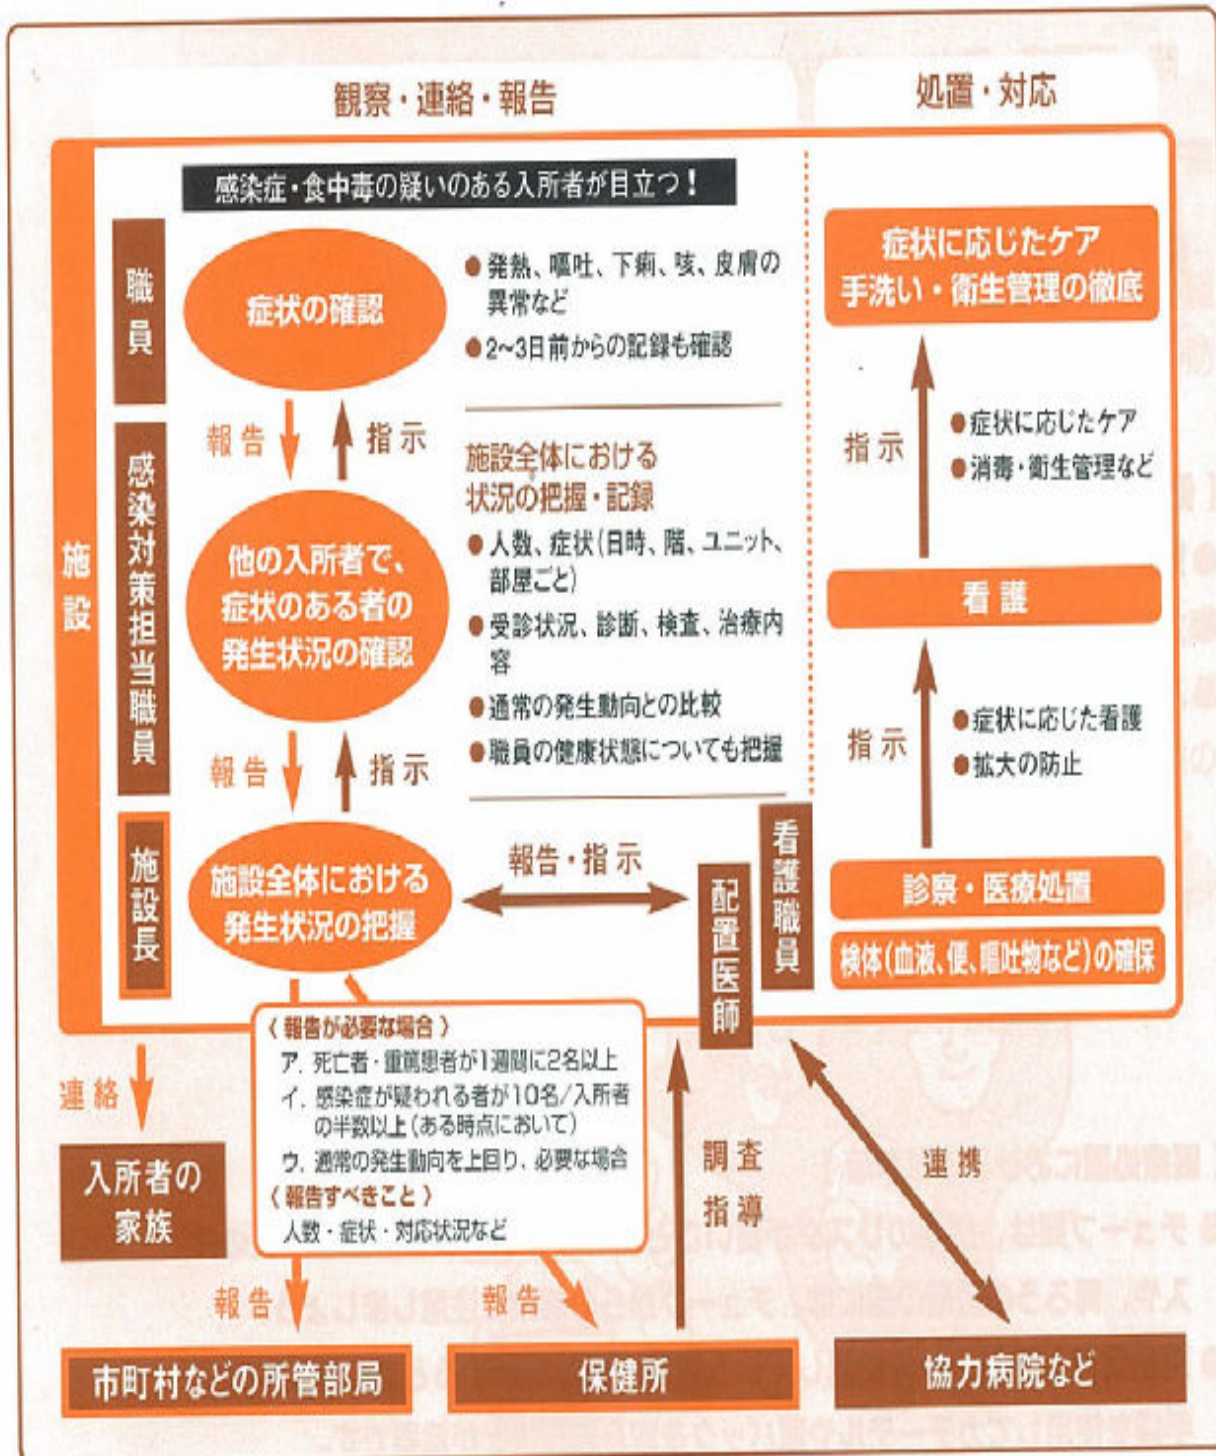 観察・連絡・報告
処置・対応
感染症・食中毒の疑いのある入所者が目立つ!
施設
職員
症状の確認
●発熱、嘔吐、下痢、咳、皮膚の
異常など
●2~3日前からの記録も確認
報告
指示
感染対策担当職員
他の入所者で、
症状のある者の
発生状況の確認
施設全体における
状況の把握・記録
●人数、症状(日時、階、ユニット、
部屋ごと)
●受診状況、診断、検査、治療内
容
●通常の発生動向との比較
●職員の健康状態についても把握
報告
指示
施設長
施設全体における
発生状況の把握
報告・指示
配置医師
看護職員
症状に応じたケア
手洗い・衛生管理の徹底
指示
●症状に応じたケア
●消毒・衛生管理など
看護
指示
●症状に応じた看護
●拡大の防止
診察・医療処置
検体(血液、便、嘔吐物など)の確保
〈報告が必要な場合〉
ア. 死亡者・重篤患者が1週間に2名以上
イ. 感染症が疑われる者が10名/入所者
の半数以上(ある時点において)
ウ. 通常の発生動向を上回り、必要な場合
〈報告すべきこと〉
人数・症状・対応状況など
連絡
入所者の
家族
報告
報告
調査
指導
連携
市町村などの所管部局
保健所
協力病院など